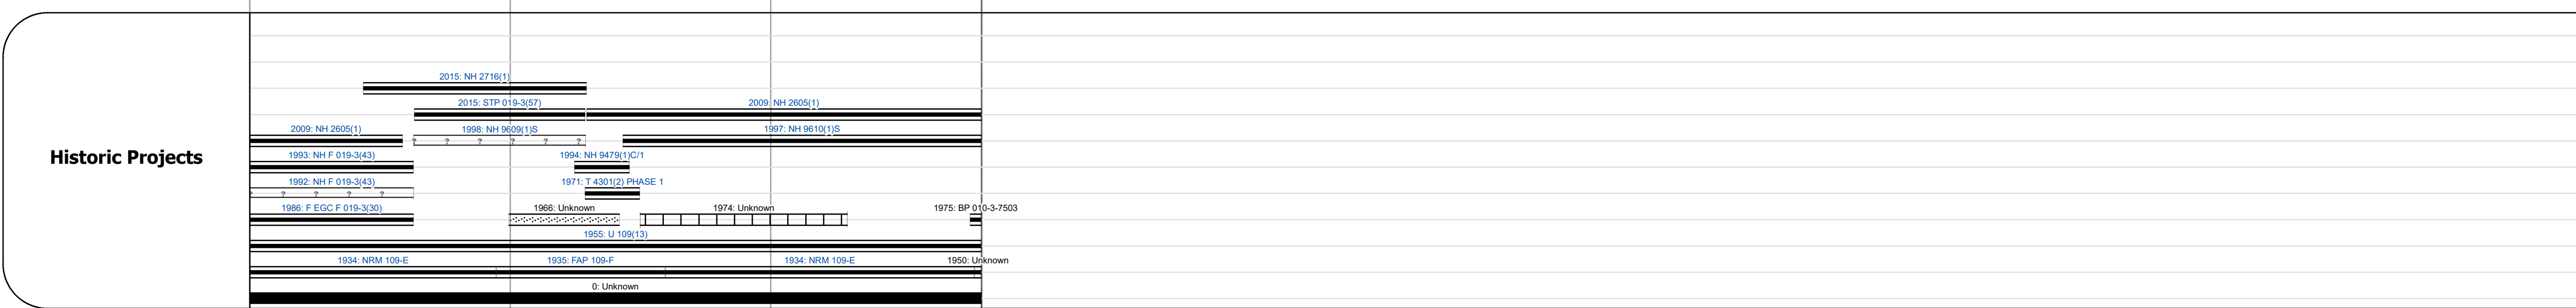 2015: NH 2716(1)
2015: STP 019-3(57)
2009: NH 2605(1)
2009: NH 2605(1)
1998: NH 9609(1)S
1997: NH 9610(1)S
? ? ? ? ? ?
Historic Projects
1993: NH F 019-3(43)
1994: NH 9479(1)C/1
1992: NH F 019-3(43)
1971: T 4301(2) PHASE 1
? ? ? ? ?
1986: F EGC F 019-3(30)
1966: Unknown
1974: Unknown
1975: BP 010-3-7503
1955: U 109(13)
1934: NRM 109-E
1935: FAP 109-F
1934: NRM 109-E
1950: Unknown
0: Unknown